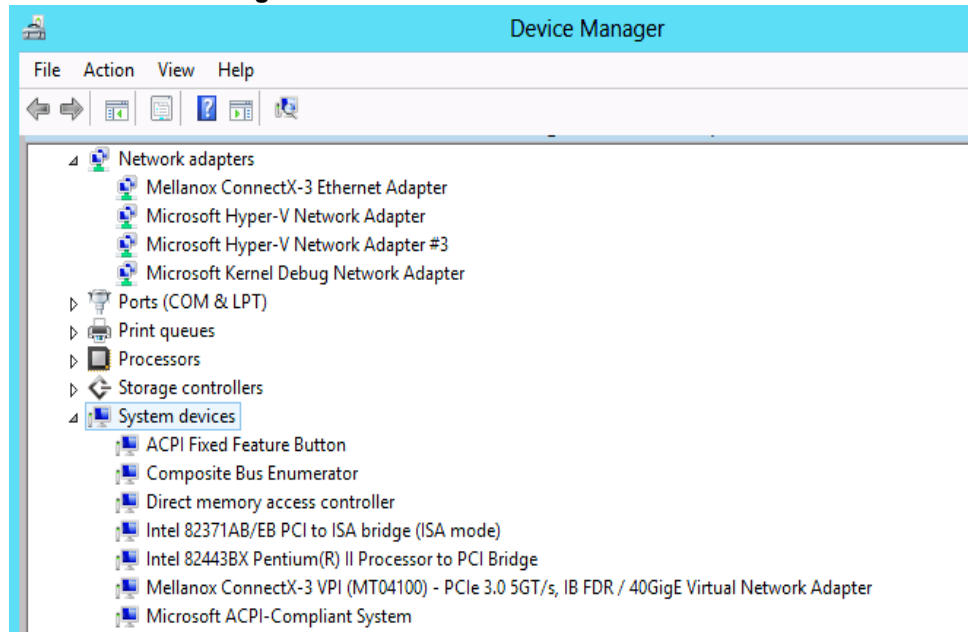 Device Manager
File Action View Help
Network adapters
Mellanox ConnectX-3 Ethernet Adapter
Microsoft Hyper-V Network Adapter
Microsoft Hyper-V Network Adapter #3
Microsoft Kernel Debug Network Adapter
Ports (COM & LPT)
Print queues
Processors
Storage controllers
System devices
ACPI Fixed Feature Button
Composite Bus Enumerator
Direct memory access controller
Intel 82371AB/EB PCI to ISA bridge (ISA mode)
Intel 82443BX Pentium(R) II Processor to PCI Bridge
Mellanox ConnectX-3 VPI (MT04100) - PCIe 3.0 5GT/s, IB FDR / 40GigE Virtual Network Adapter
Microsoft ACPI-Compliant System